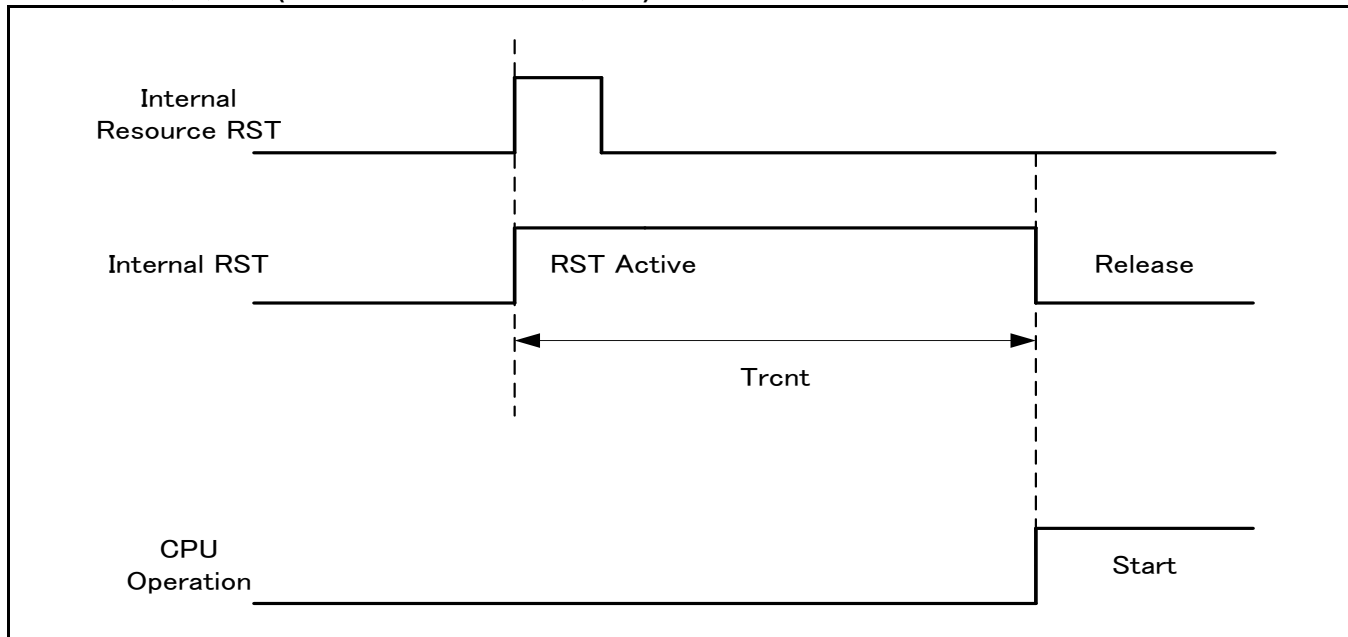 Internal
Resource RST
Internal RST
RST Active
Release
Trcnt
CPU
Operation
Start